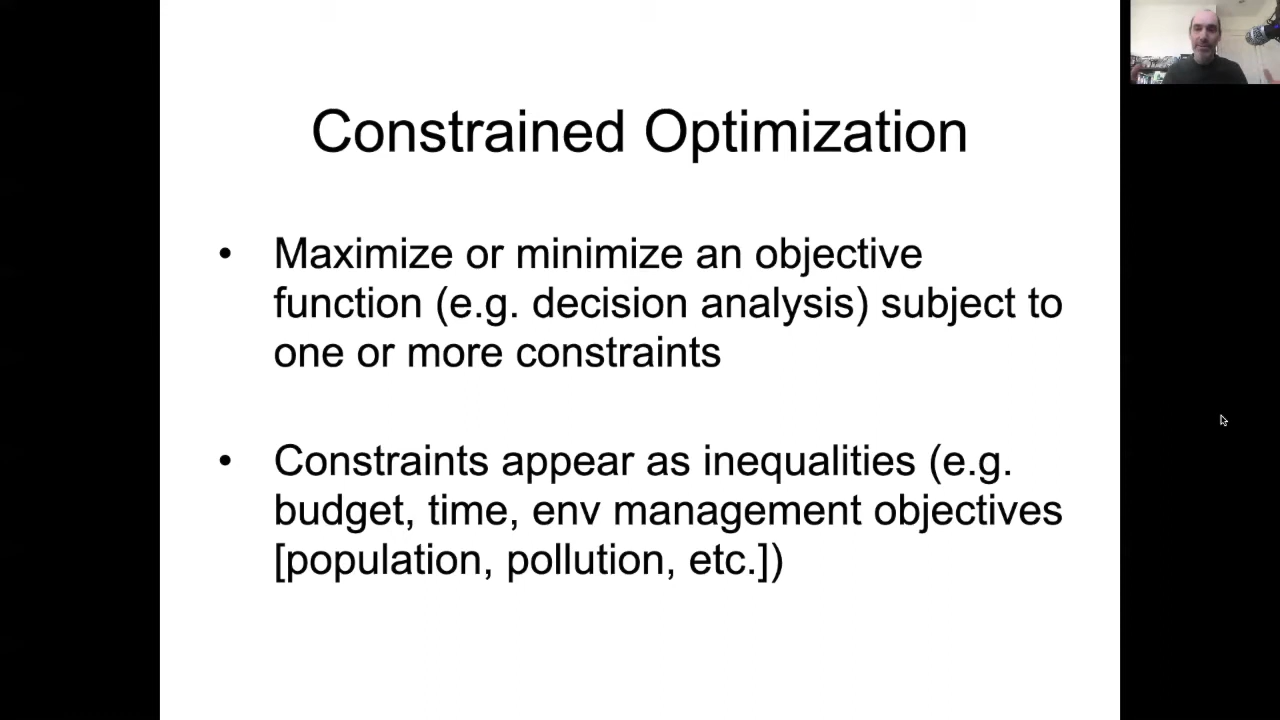 Constrained Optimization
• Maximize or minimize an objective
function (e.g. decision analysis) subject to
one or more constraints
• Constraints appear as inequalities (e.g.
budget, time, env management objectives
[population, pollution, etc.])